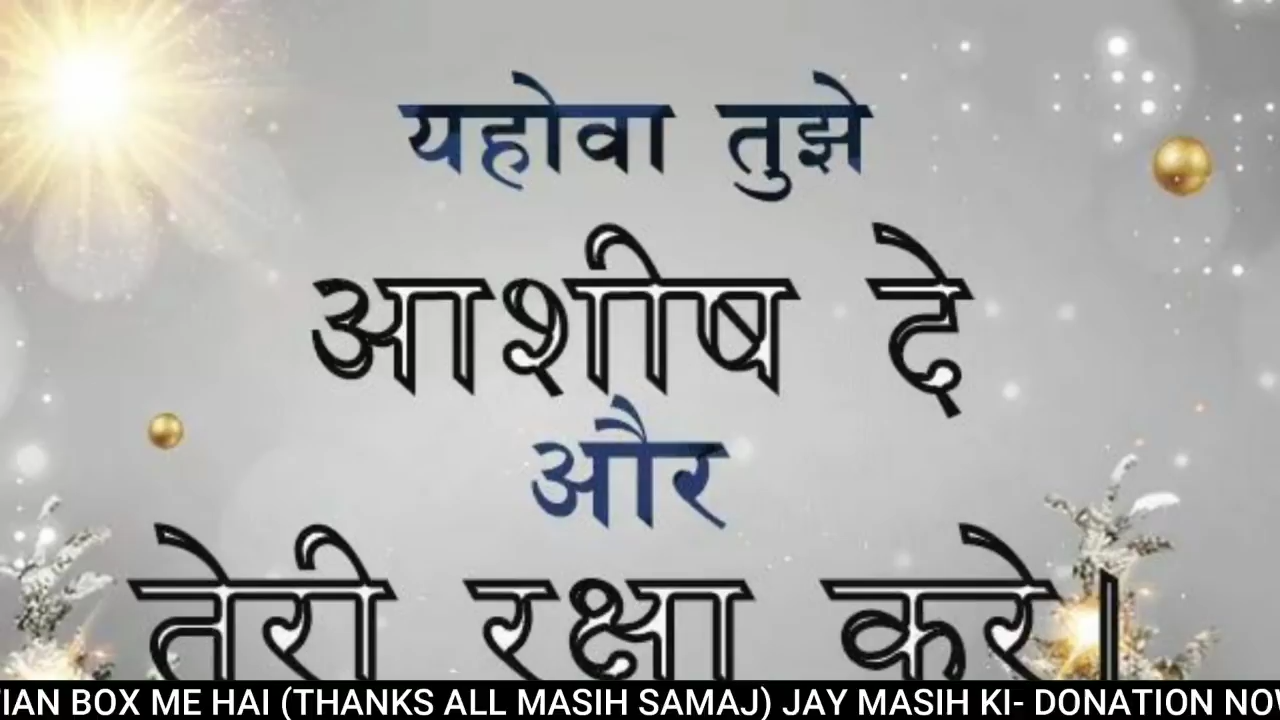 यहोवा तुझे
आशीष दे
और
तेरी रक्षा करे।
BOX ME HAI (THANKS ALL MASIH SAMAJ) JAY MASIH KI- DONATION